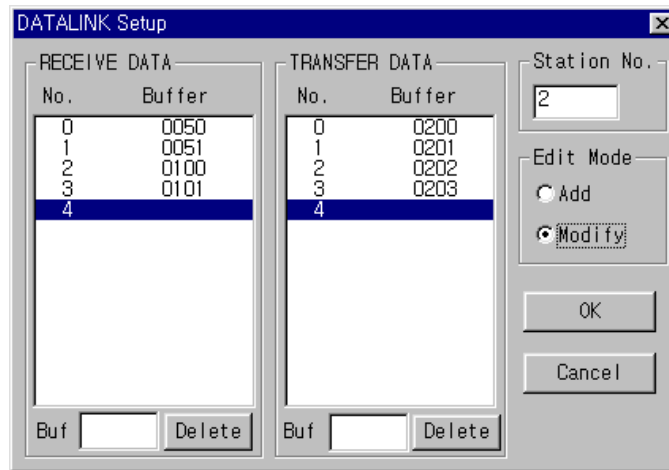 DATALINK Setup
RECEIVE DATA
No. Buffer
0 0050
1 0051
2 0100
3 0101
4
Buf Delete
TRANSFER DATA
No. Buffer
0 0200
1 0201
2 0202
3 0203
4
Buf Delete
Station No.
2
Edit Mode
Add
Modify
OK
Cancel